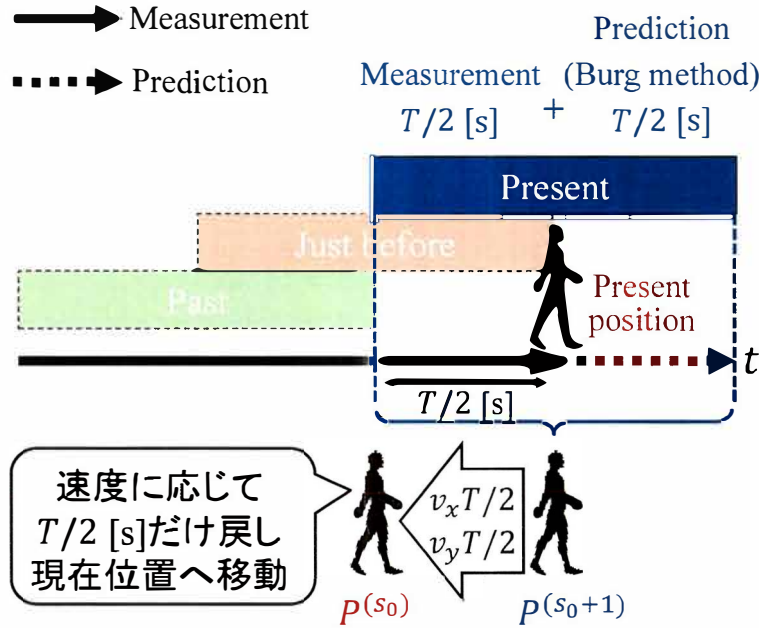 Measurement
Prediction
Prediction
Measurement (Burg method)
T/2 [s] + T/2 [s]
Present
Just before
Past
Present
position
t
T/2 [s]
速度に応じて
T/2 [s]だけ戻し
現在位置へ移動
v_x T/2
v_y T/2
P^(s_0)
P^(s_0+1)